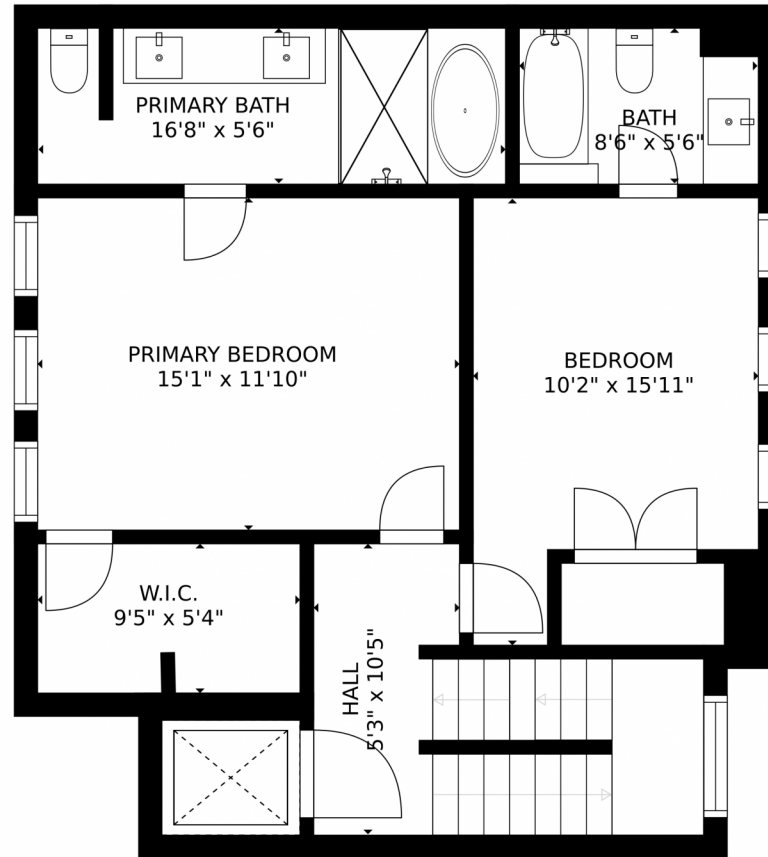 PRIMARY BATH
16'8" x 5'6"
BATH
8'6" x 5'6"
PRIMARY BEDROOM
15'1" x 11'10"
BEDROOM
10'2" x 15'11"
W.I.C.
9'5" x 5'4"
HALL
5'3" x 10'5"